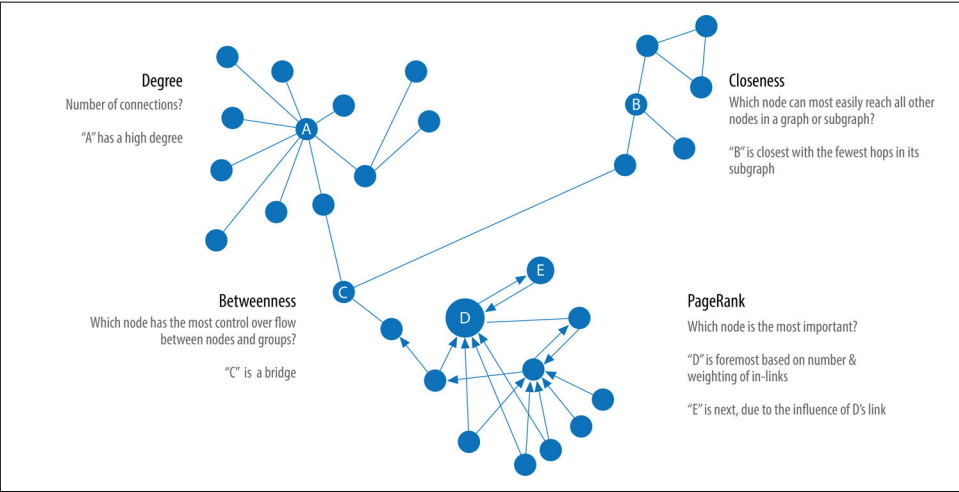 Degree
Number of connections?
"A" has a high degree
A
B
Closeness
Which node can most easily reach all other
nodes in a graph or subgraph?
"B" is closest with the fewest hops in its
subgraph
Betweenness
Which node has the most control over flow
between nodes and groups?
"C" is a bridge
C
D
E
PageRank
Which node is the most important?
"D" is foremost based on number &
weighting of in-links
"E" is next, due to the influence of D's link